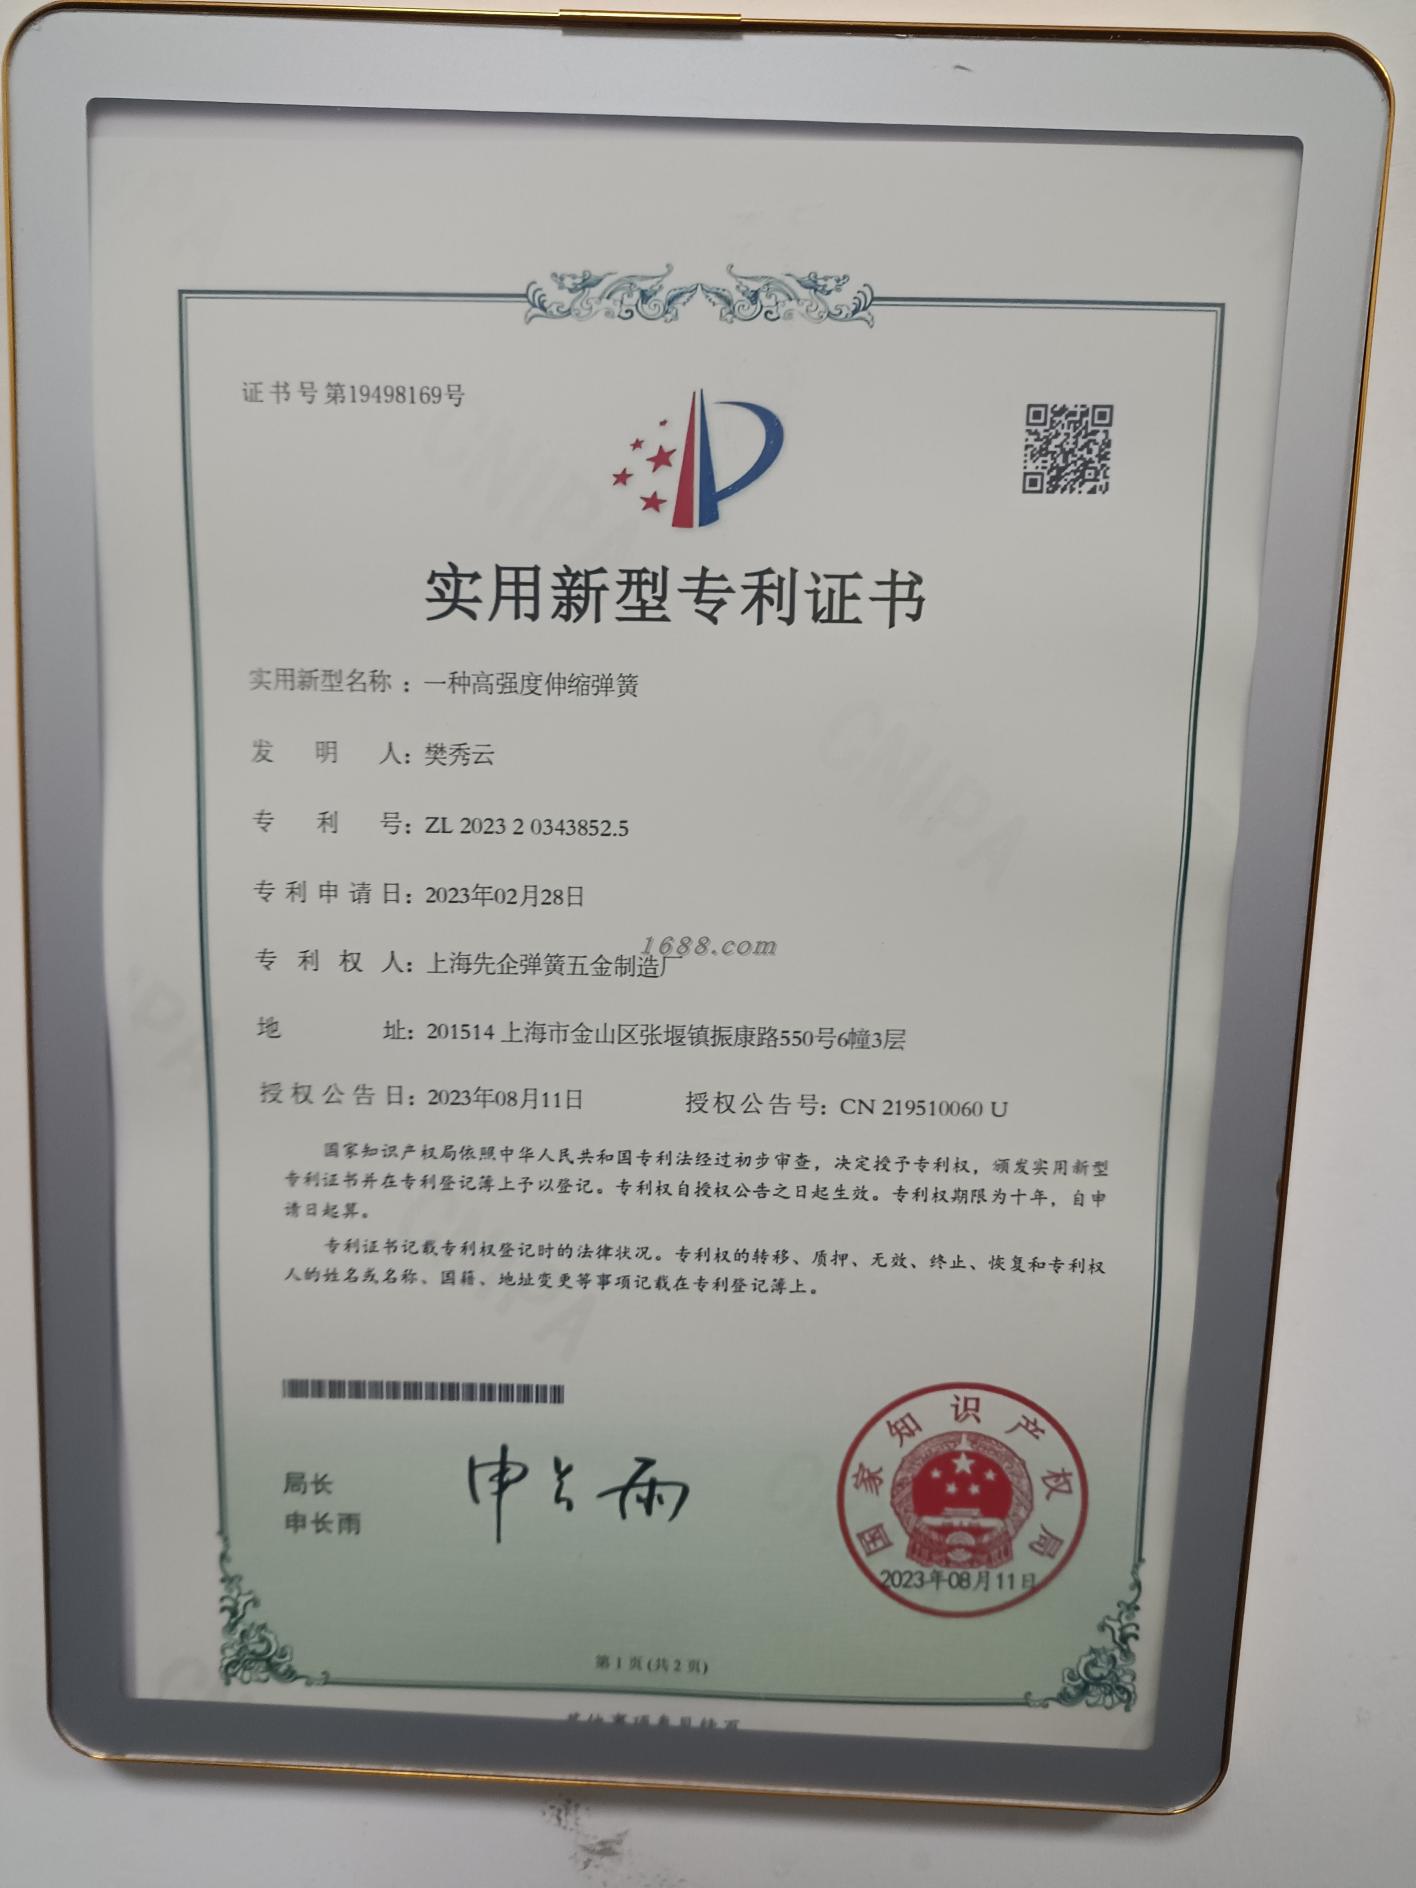 证书号第19498169号
实用新型专利证书
实用新型名称：一种高强度伸缩弹簧
发明人：樊秀云
专利号：ZL 2023 2 0343852.5
专利申请日：2023年02月28日
专利权人：上海先企弹簧五金制造厂
1688.com
地址：201514 上海市金山区张堰镇振康路550号6幢3层
授权公告日：2023年08月11日 授权公告号：CN 219510060 U
国家知识产权局依照中华人民共和国专利法经过初步审查，决定授予专利权，颁发实用新型
专利证书并在专利登记簿上予以登记。专利权自授权公告之日起生效。专利权期限为十年，自申
请日起算。
专利证书记载专利权登记时的法律状况。专利权的转移、质押、无效、终止、恢复和专利权
人的姓名或名称、国籍、地址变更等事项记载在专利登记簿上。
局长
申长雨
申长雨
国家知识产权局
2023年08月11日
第 1 页 (共 2 页)
CNIPA
CNIPA
CNIPA